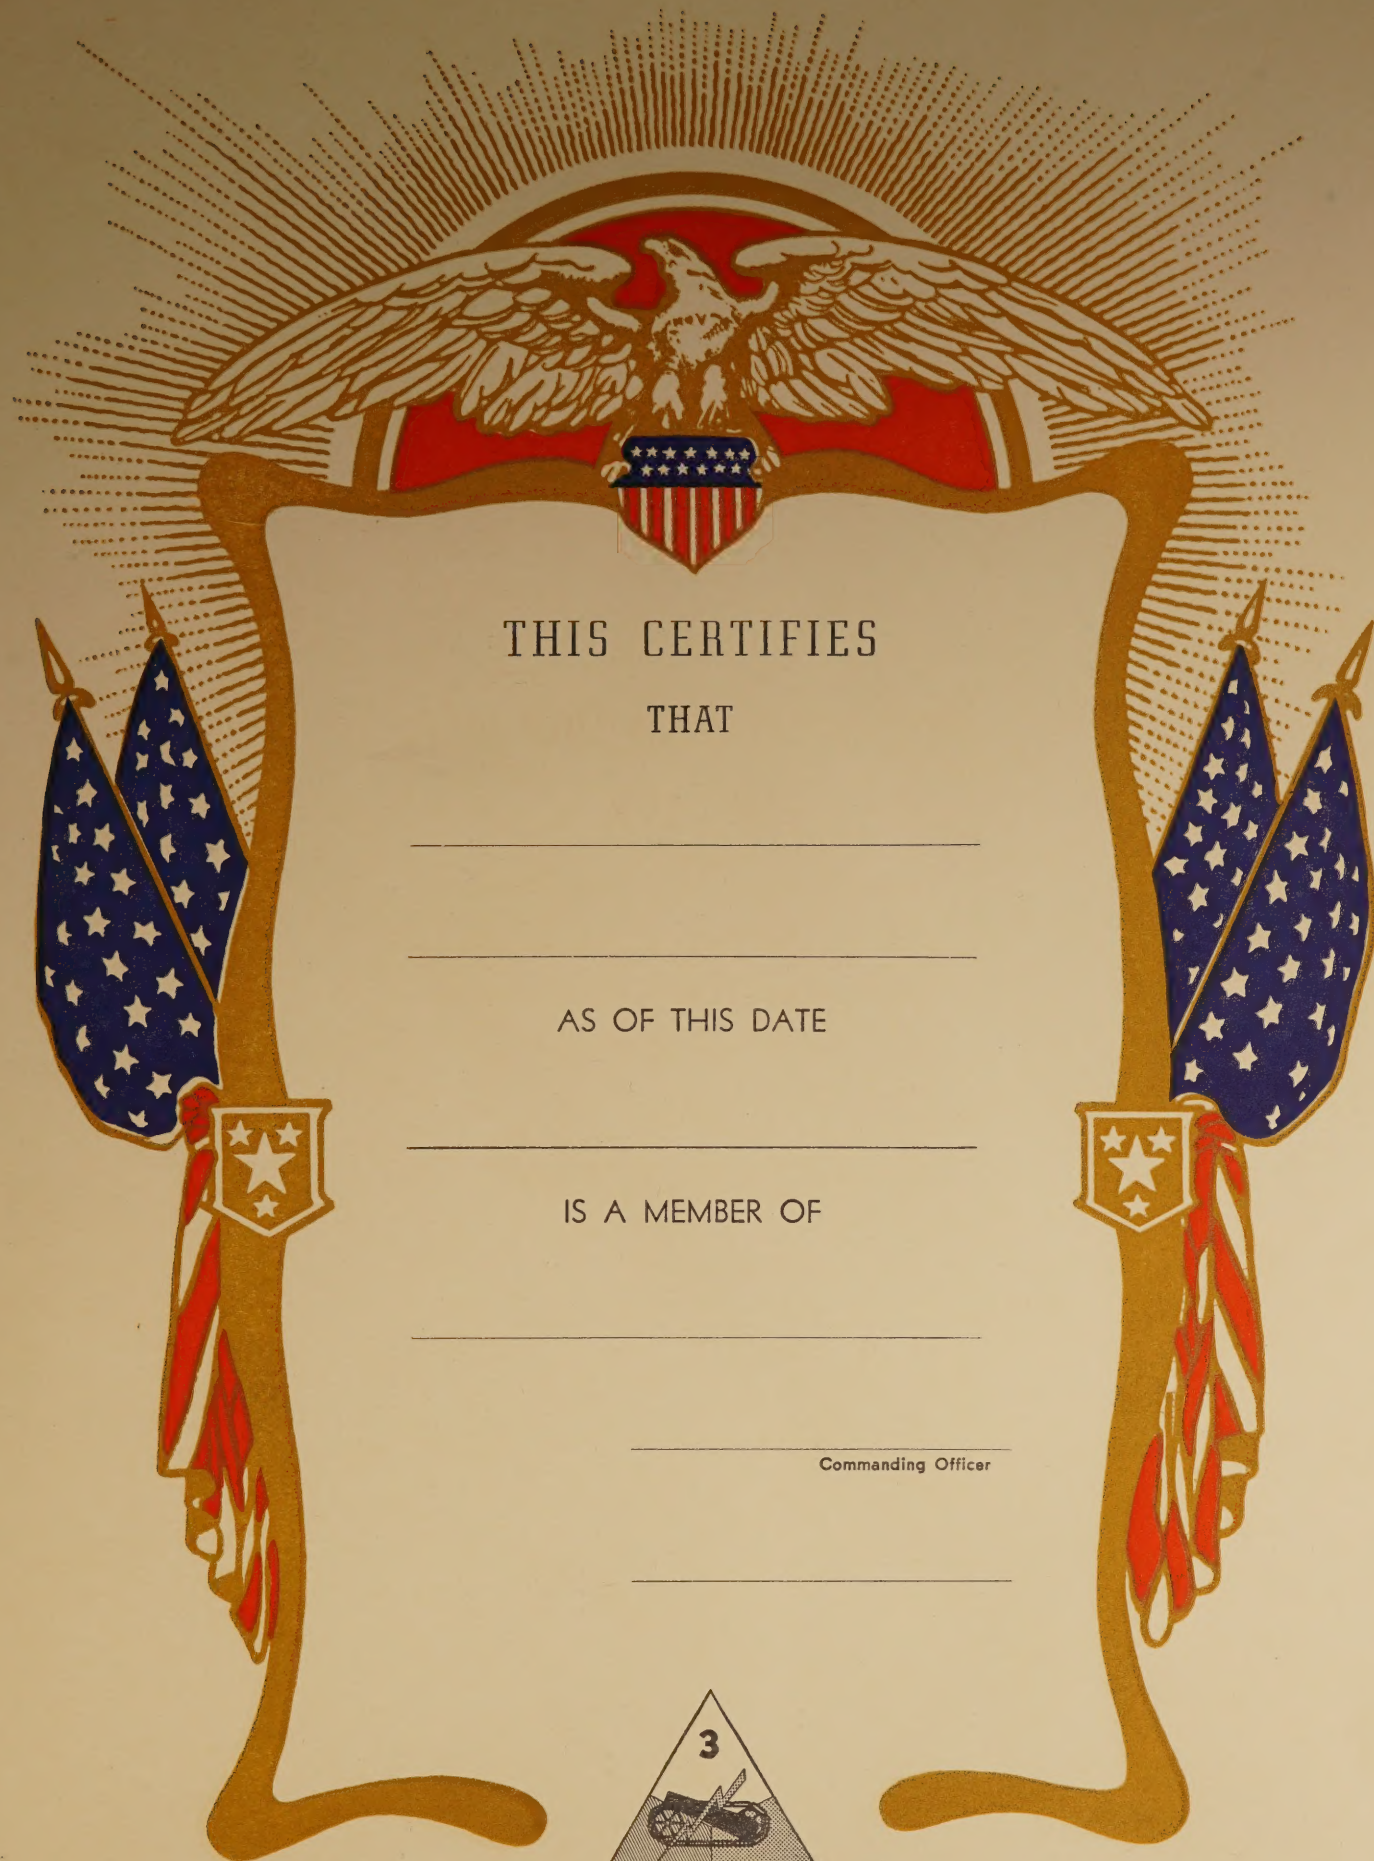 THIS CERTIFIES
THAT
AS OF THIS DATE
IS A MEMBER OF
Commanding Officer
3